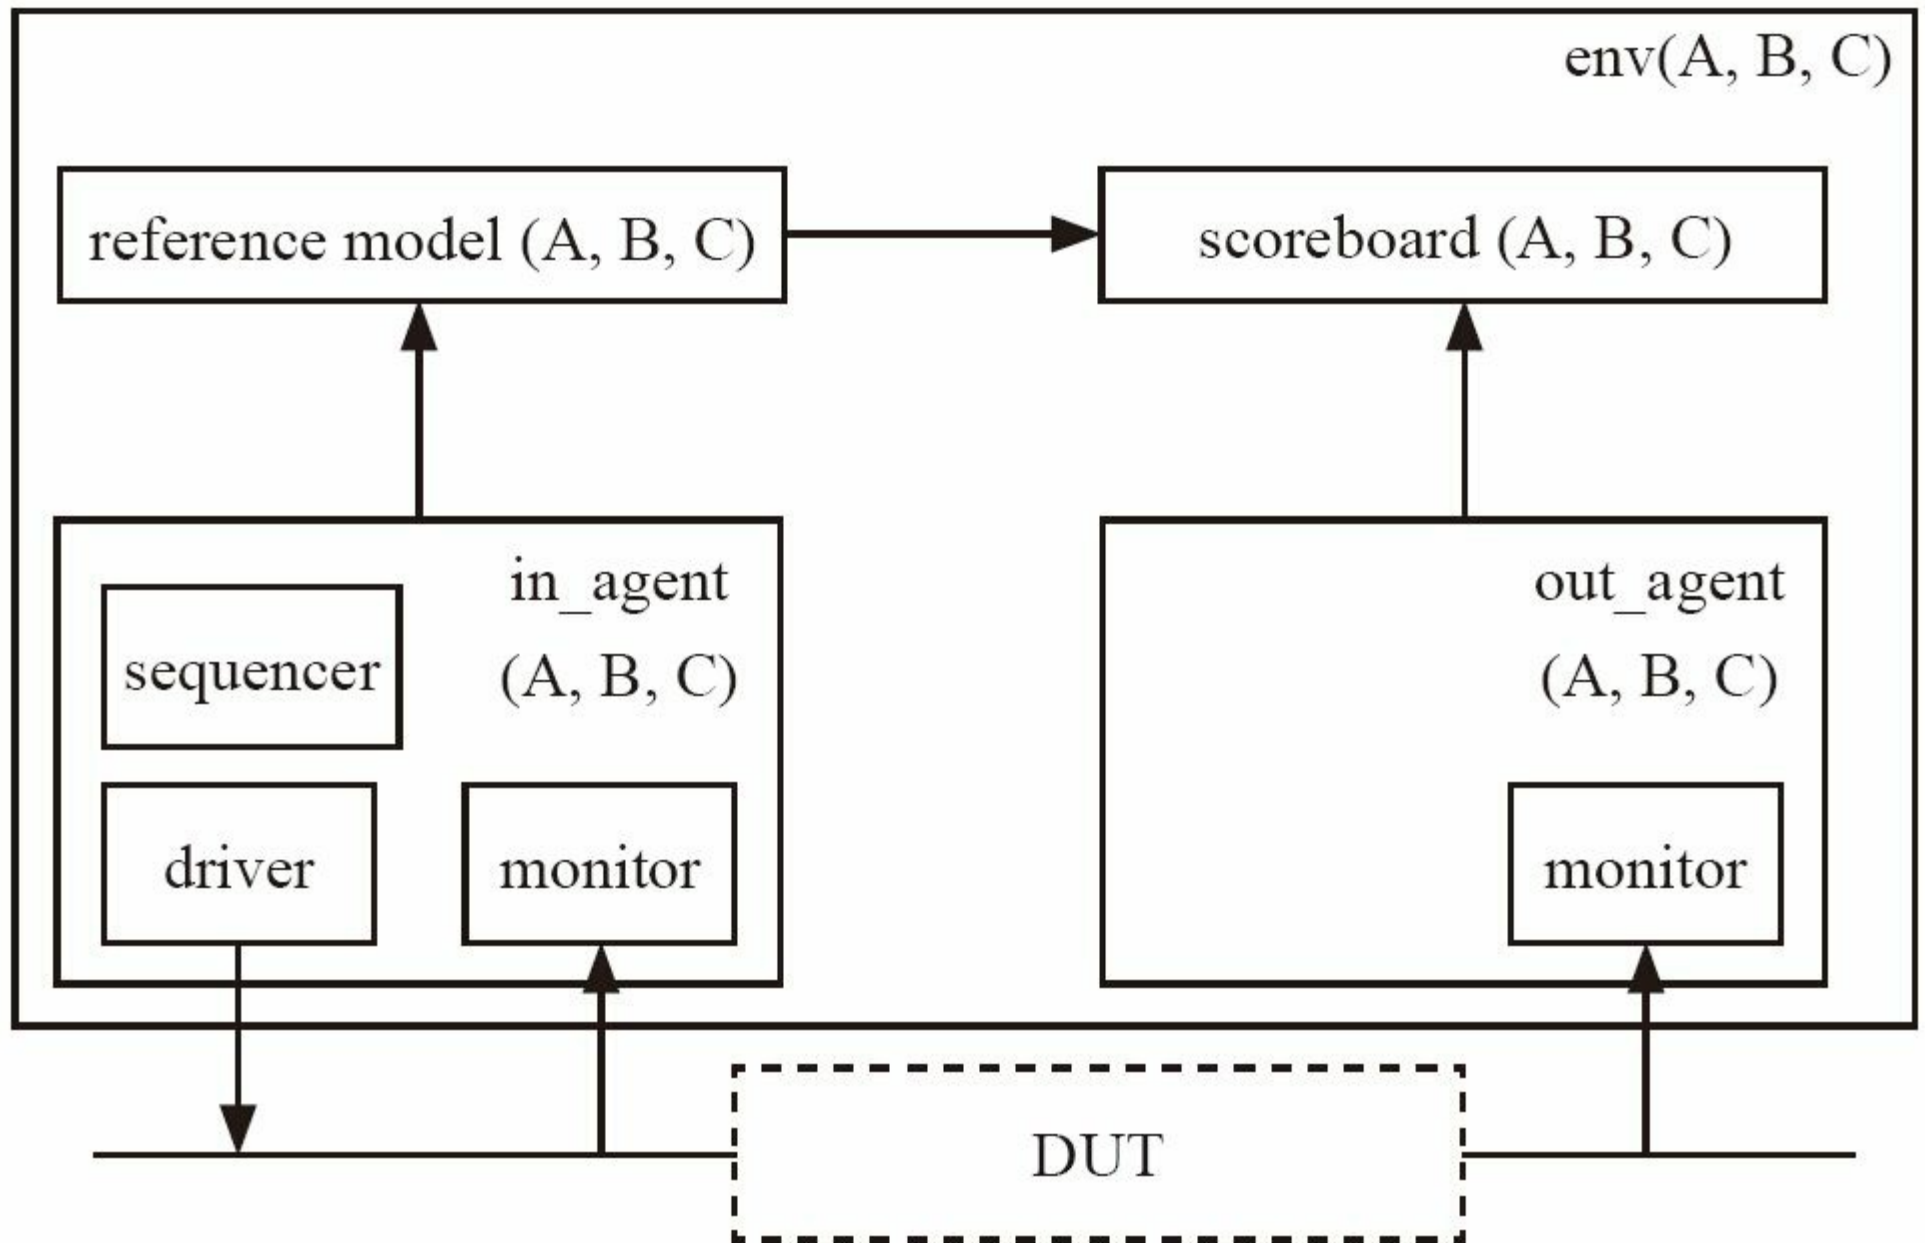 env(A, B, C)
reference model (A, B, C)
scoreboard (A, B, C)
in_agent
(A, B, C)
sequencer
driver
monitor
out_agent
(A, B, C)
monitor
DUT